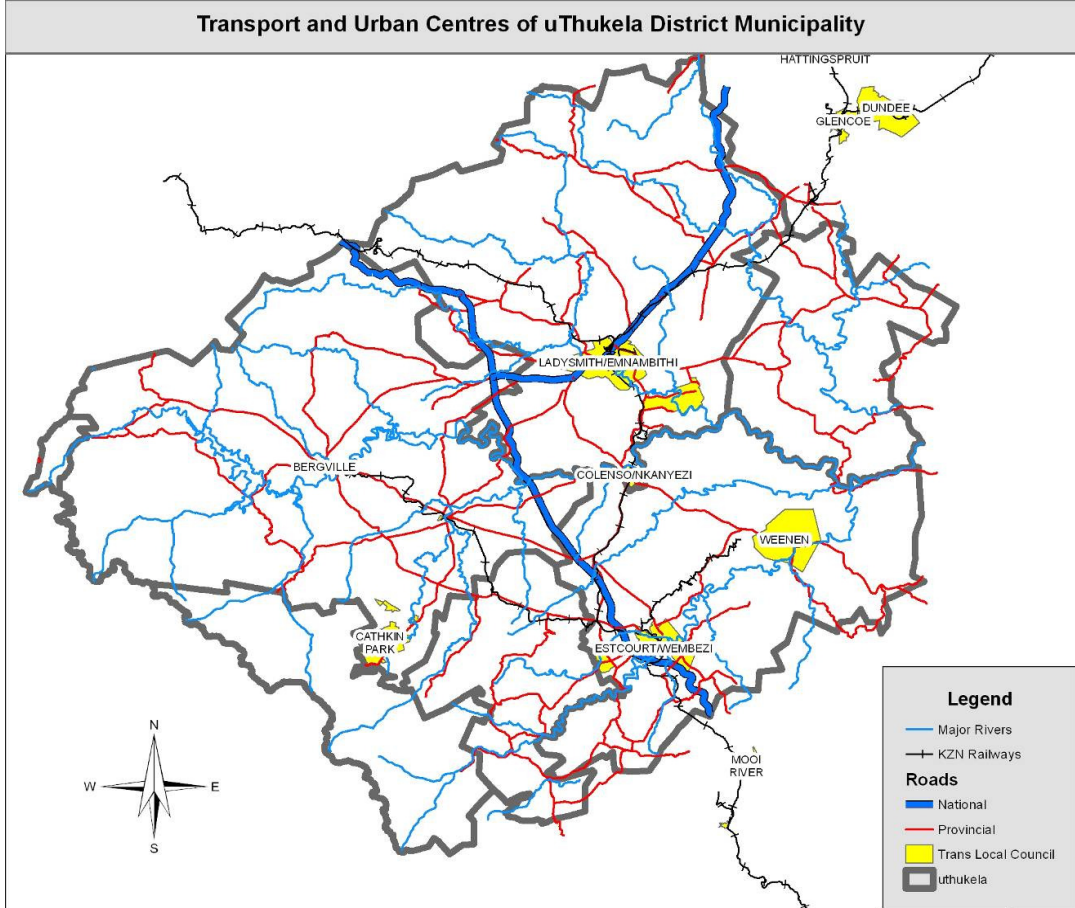 Transport and Urban Centres of uThukela District Municipality
HATTINGSPRUIT
DUNDEE
GLENCOE
LADYSMITH/EMNAMBITHI
BERGVILLE
COLENSO/NKANYEZI
WEENEN
CATHKIN
PARK
ESTCOURT/WEMBEZI
MOOI
RIVER
N
W
E
S
Legend
Major Rivers
KZN Railways
Roads
National
Provincial
Trans Local Council
uthukela